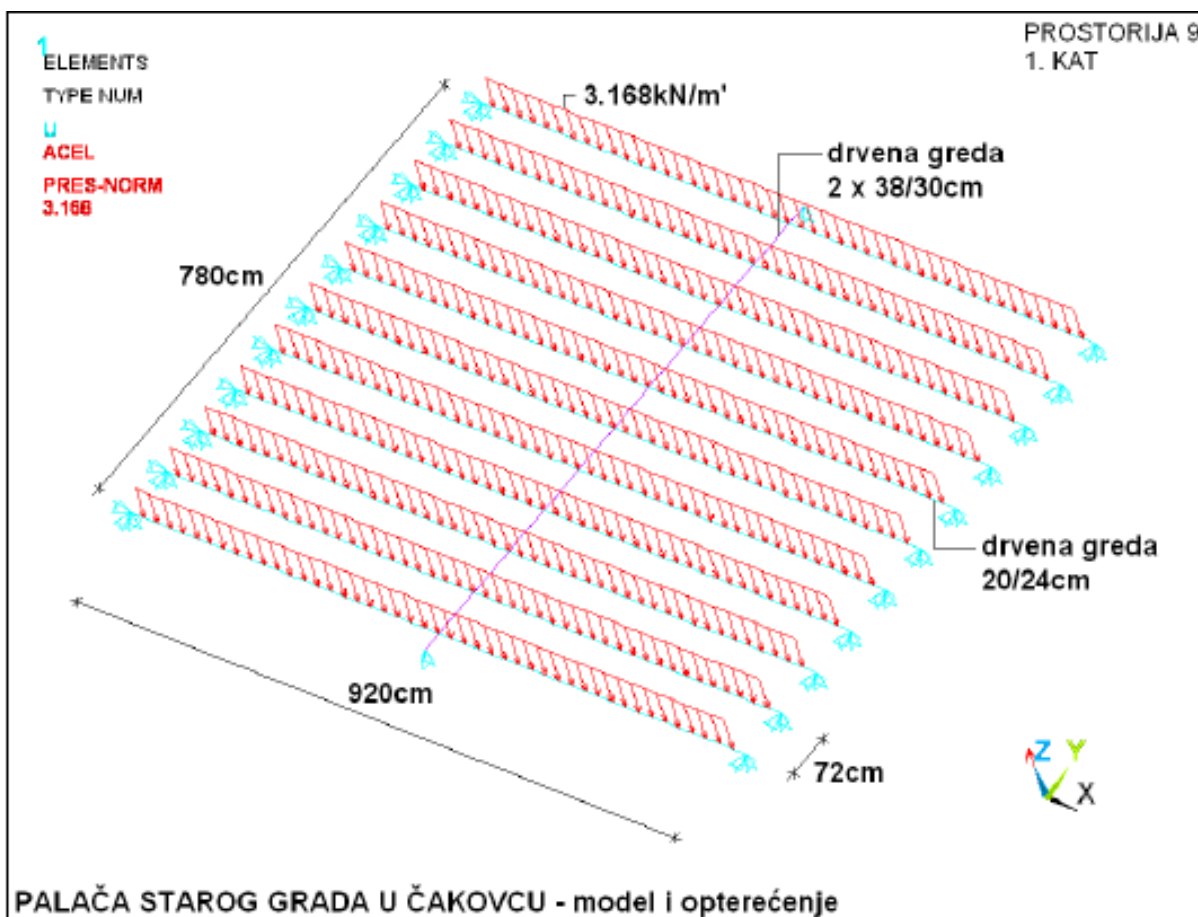 1
ELEMENTS
TYPE NUM
U
ACEL
PRES-NORM
3.168
PROSTORIJA 9
1. KAT
3.168kN/m'
drvena greda
2 x 38/30cm
780cm
drvena greda
20/24cm
920cm
72cm
Z
Y
X
PALAČA STAROG GRADA U ČAKOVCU - model i opterećenje